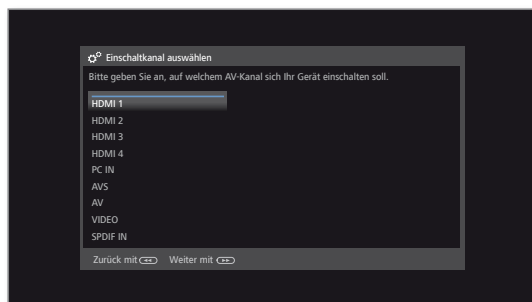 Einschaltkanal auswählen
Bitte geben Sie an, auf welchem AV-Kanal sich Ihr Gerät einschalten soll.
HDMI 1
HDMI 2
HDMI 3
HDMI 4
PC IN
AVS
AV
VIDEO
SPDIF IN
Zurück mit Weiter mit